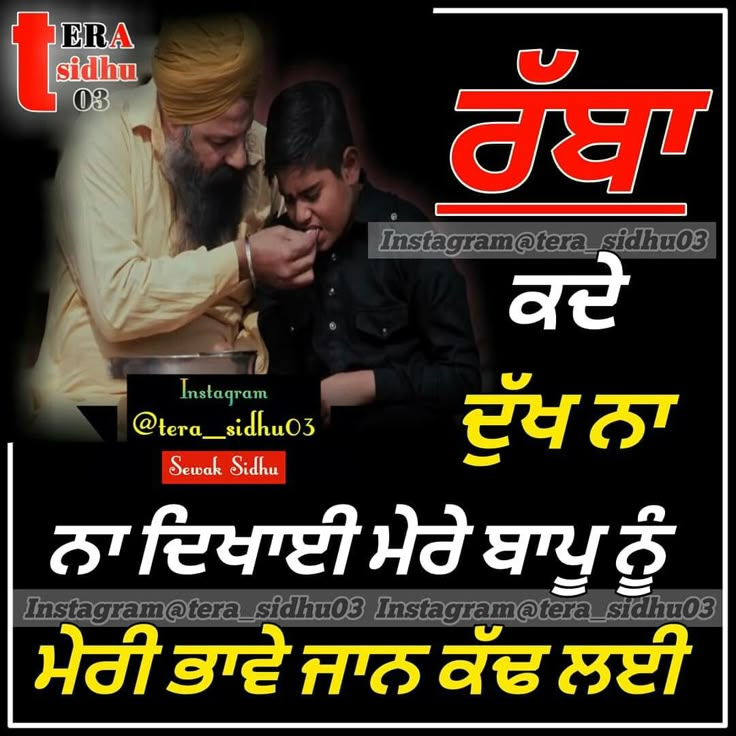 tERA
sidhu
03
ਰੱਬਾ
Instagram@tera_sidhu03
ਕਦੇ
ਦੁੱਖ ਨਾ
Instagram
@tera_sidhu03
Sewak Sidhu
ਨਾ ਦਿਖਾਈ ਮੇਰੇ ਬਾਪੂ ਨੂੰ
Instagram@tera_sidhu03 Instagram@tera_sidhu03
ਮੇਰੀ ਭਾਵੇ ਜਾਨ ਕੱਢ ਲਈ